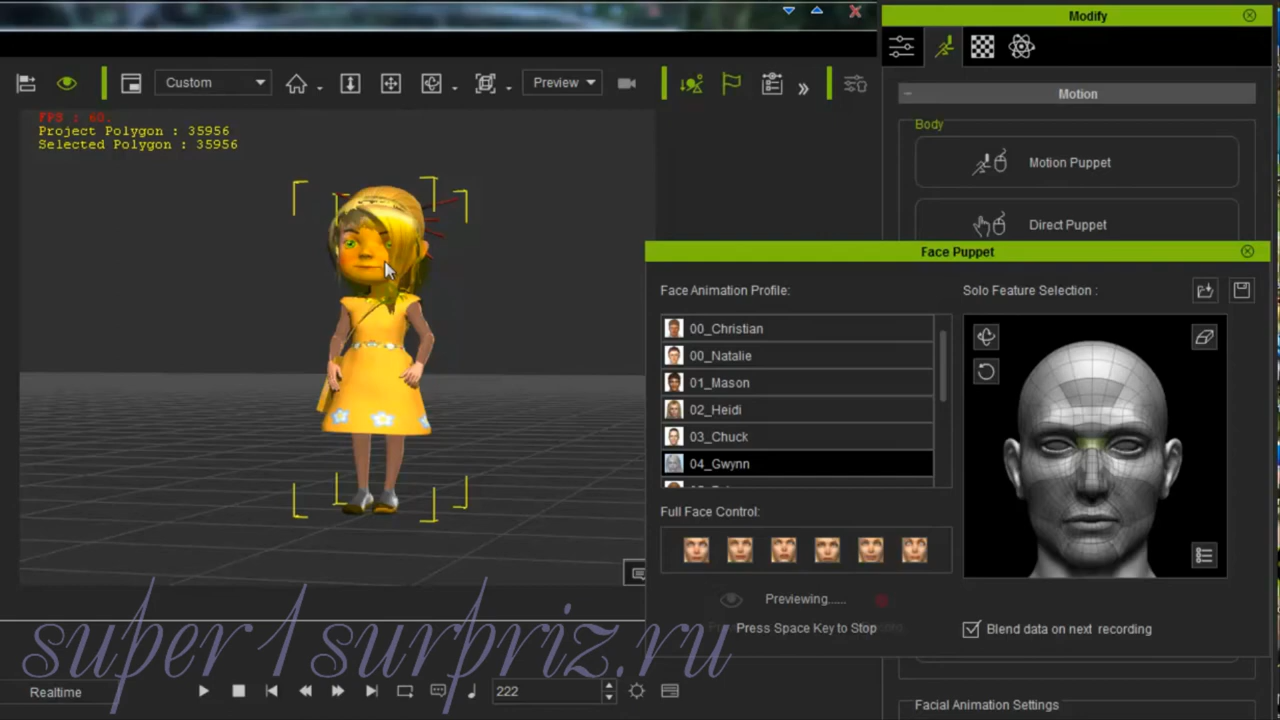 Modify
Custom
Preview
Motion
FPS : 60.
Project Polygon : 35956
Selected Polygon : 35956
Body
Motion Puppet
Direct Puppet
Face Puppet
Face Animation Profile:
Solo Feature Selection :
00_Christian
00_Natalie
01_Mason
02_Heidi
03_Chuck
04_Gwynn
Full Face Control:
Previewing......
Press Space Key to Stop
Blend data on next recording
super1surpriz.ru
Realtime
222
Facial Animation Settings